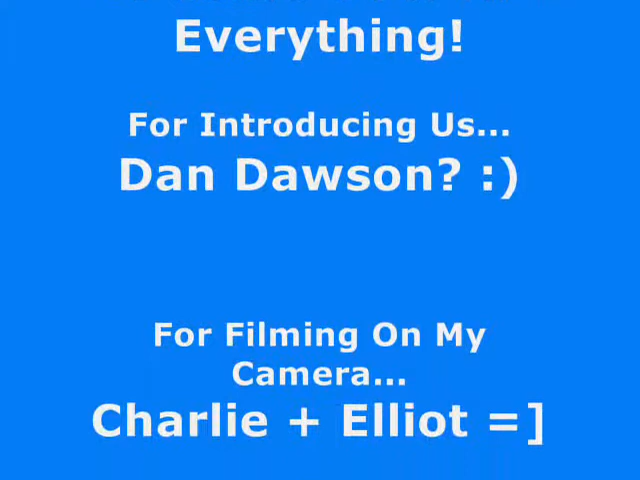 Everything!
For Introducing Us...
Dan Dawson? :)
For Filming On My
Camera...
Charlie + Elliot =]